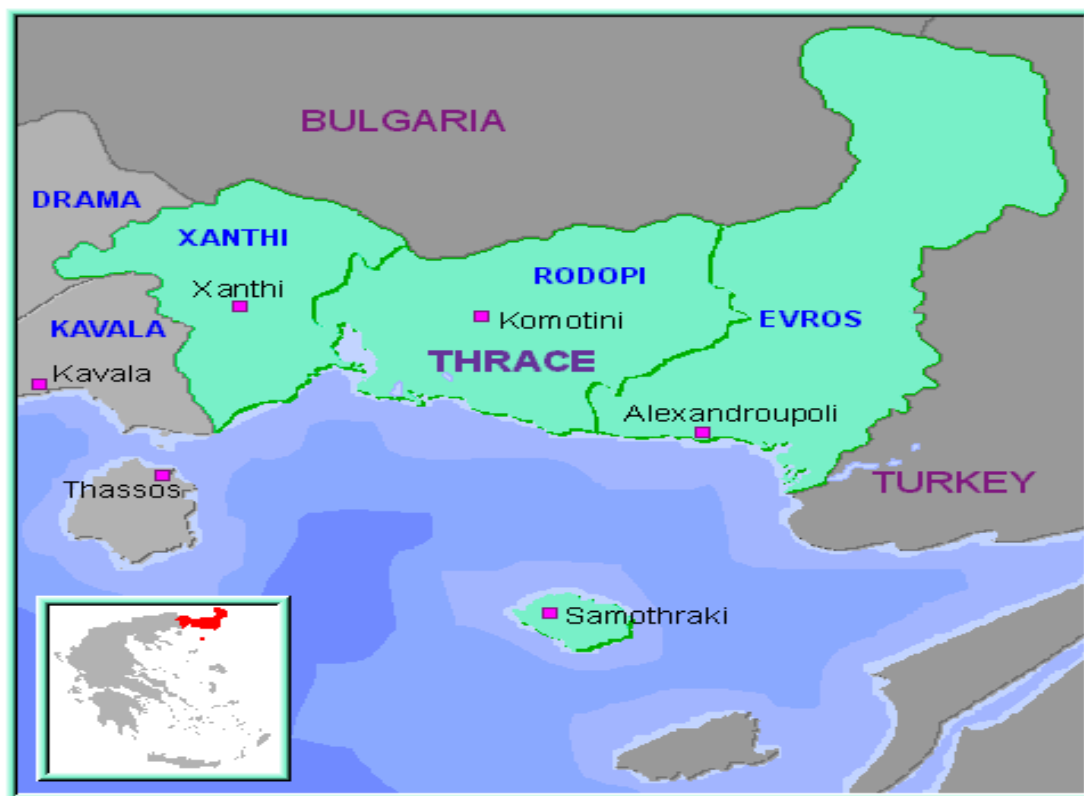 BULGARIA
DRAMA
XANTHI
Xanthi
RODOPI
KAVALA
Komotini
EVROS
THRACE
Kavala
Alexandroupoli
Thassos
TURKEY
Samothraki